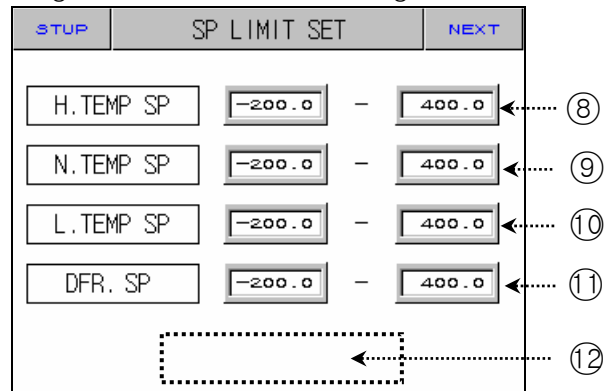 STUP SP LIMIT SET NEXT
H.TEMP SP -200.0 - 400.0 ⑧
N.TEMP SP -200.0 - 400.0 ⑨
L.TEMP SP -200.0 - 400.0 ⑩
DFR. SP -200.0 - 400.0 ⑪
⑫